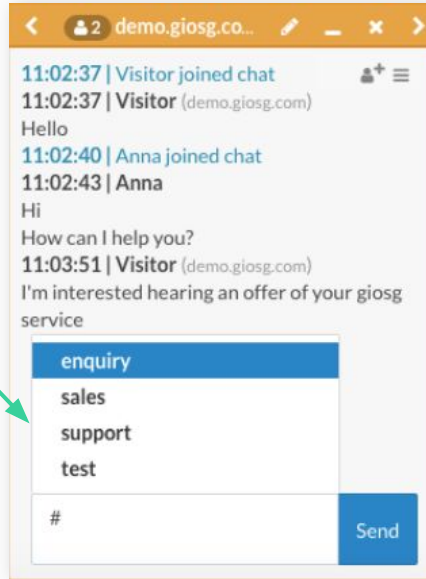 2 demo.giosg.co...
11:02:37 | Visitor joined chat
11:02:37 | Visitor (demo.giosg.com)
Hello
11:02:40 | Anna joined chat
11:02:43 | Anna
Hi
How can I help you?
11:03:51 | Visitor (demo.giosg.com)
I'm interested hearing an offer of your giosg
service
enquiry
sales
support
test
#
Send